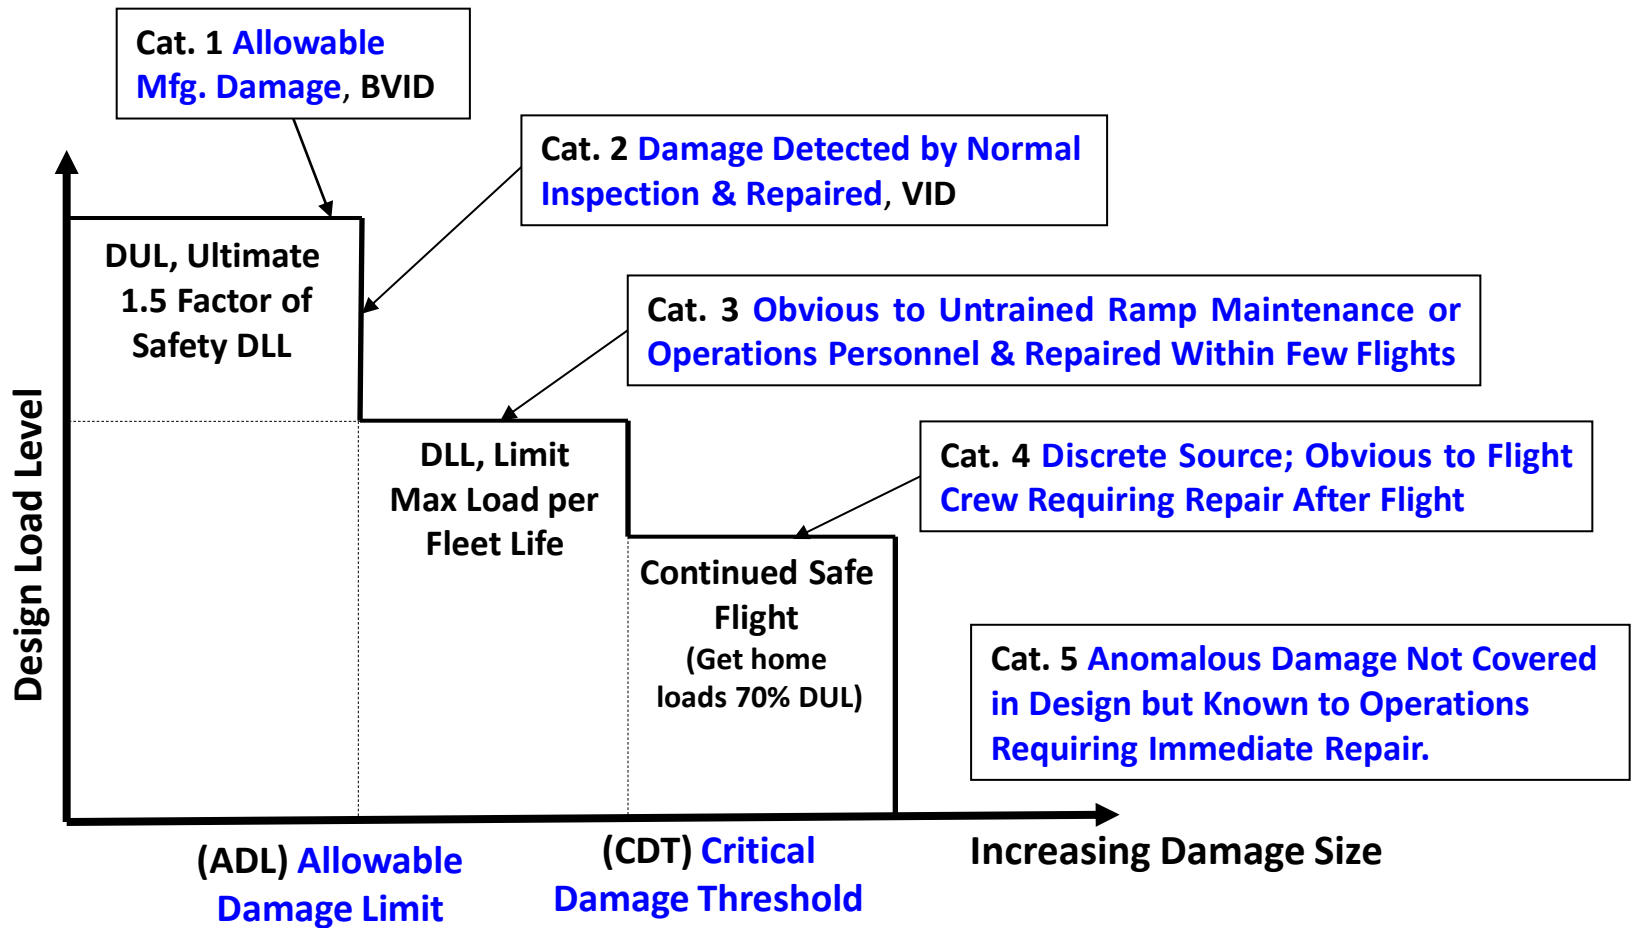 Cat. 1 Allowable
Mfg. Damage, BVID
Cat. 2 Damage Detected by Normal
Inspection & Repaired, VID
DUL, Ultimate
1.5 Factor of
Safety DLL
Cat. 3 Obvious to Untrained Ramp Maintenance or
Operations Personnel & Repaired Within Few Flights
Design Load Level
DLL, Limit
Max Load per
Fleet Life
Cat. 4 Discrete Source; Obvious to Flight
Crew Requiring Repair After Flight
Continued Safe
Flight
(Get home
loads 70% DUL)
Cat. 5 Anomalous Damage Not Covered
in Design but Known to Operations
Requiring Immediate Repair.
(ADL) Allowable
Damage Limit
(CDT) Critical
Damage Threshold
Increasing Damage Size